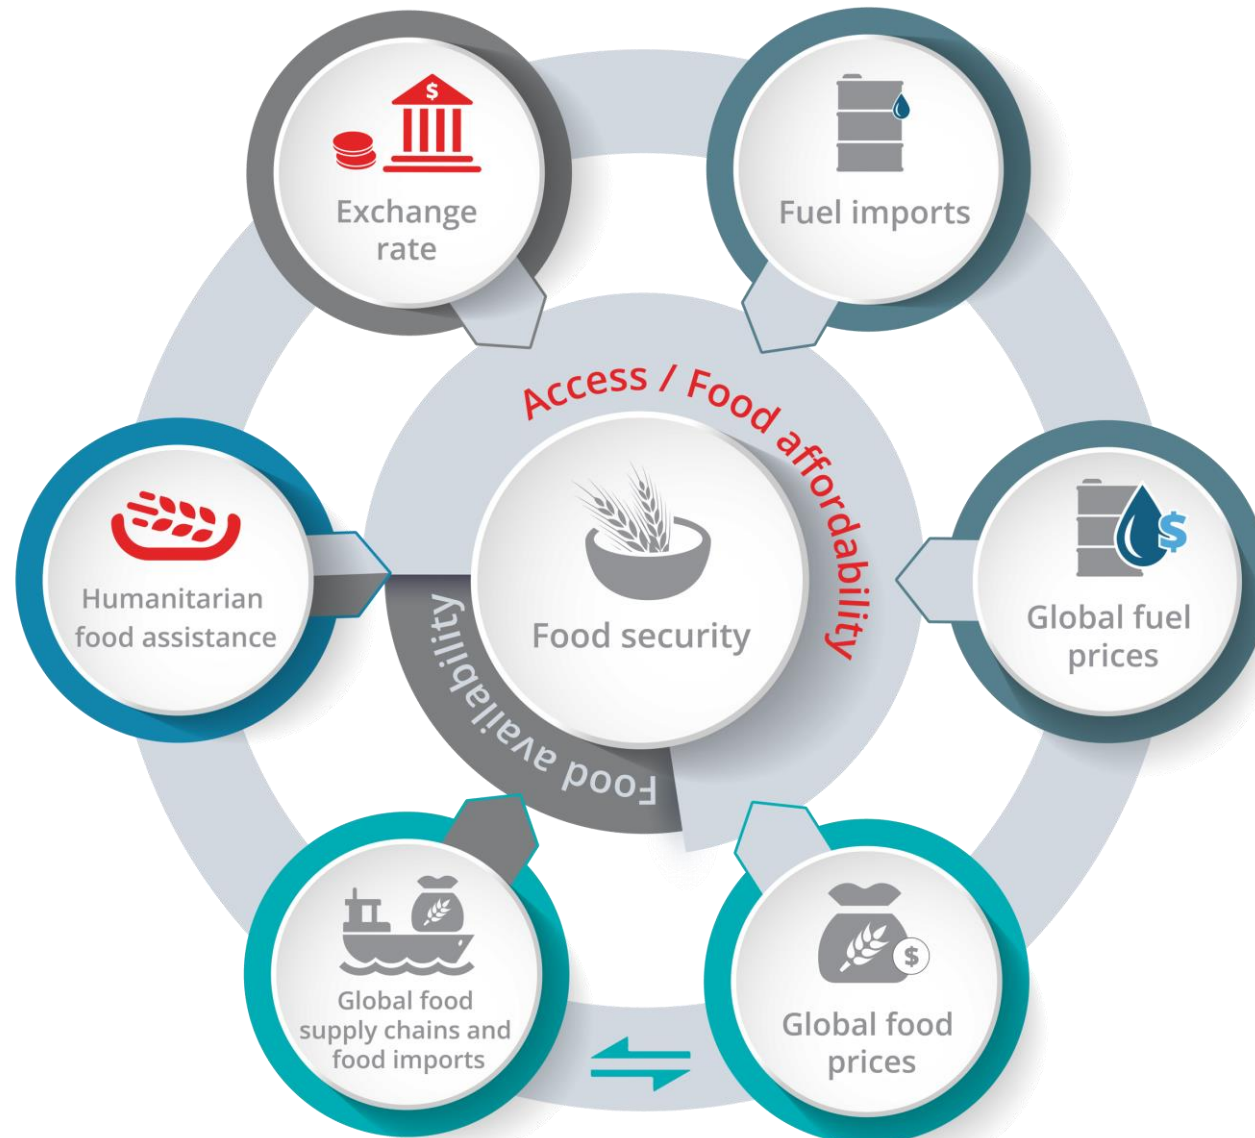 $
Exchange
rate
Fuel imports
Access / Food affordability
Humanitarian
food assistance
Food security
Food availability
$
Global fuel
prices
Global food
supply chains and
food imports
$
Global food
prices